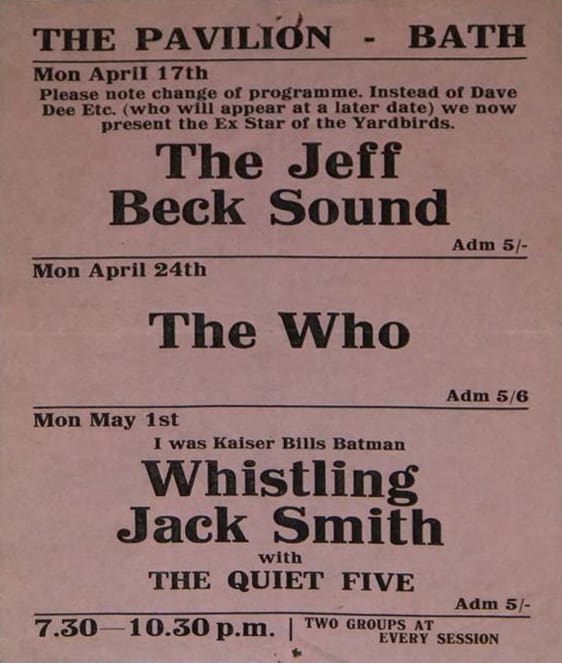 THE PAVILION - BATH
Mon April 17th
Please note change of programme. Instead of Dave
Dee Etc. (who will appear at a later date) we now
present the Ex Star of the Yardbirds.
The Jeff
Beck Sound
Adm 5/-
Mon April 24th
The Who
Adm 5/6
Mon May 1st
I was Kaiser Bills Batman
Whistling
Jack Smith
with
THE QUIET FIVE
Adm 5/-
7.30—10.30 p.m. | TWO GROUPS AT
EVERY SESSION